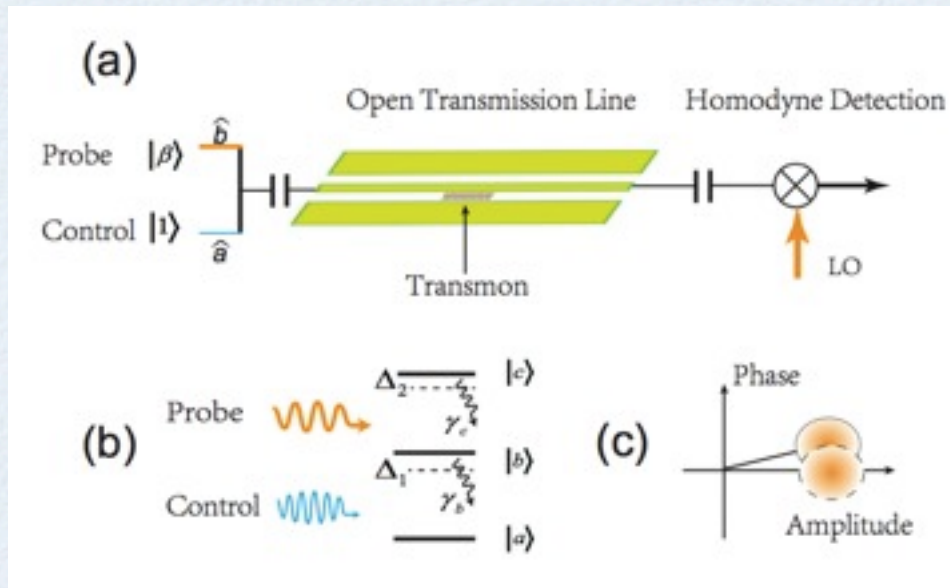 (a)
Open Transmission Line
Homodyne Detection
Probe |β⟩ b̂
Control |1⟩ â
Transmon
LO
(b)
Probe
Control
Δ₂
γc
|c⟩
Δ₁
γb
|b⟩
|a⟩
(c)
Phase
Amplitude